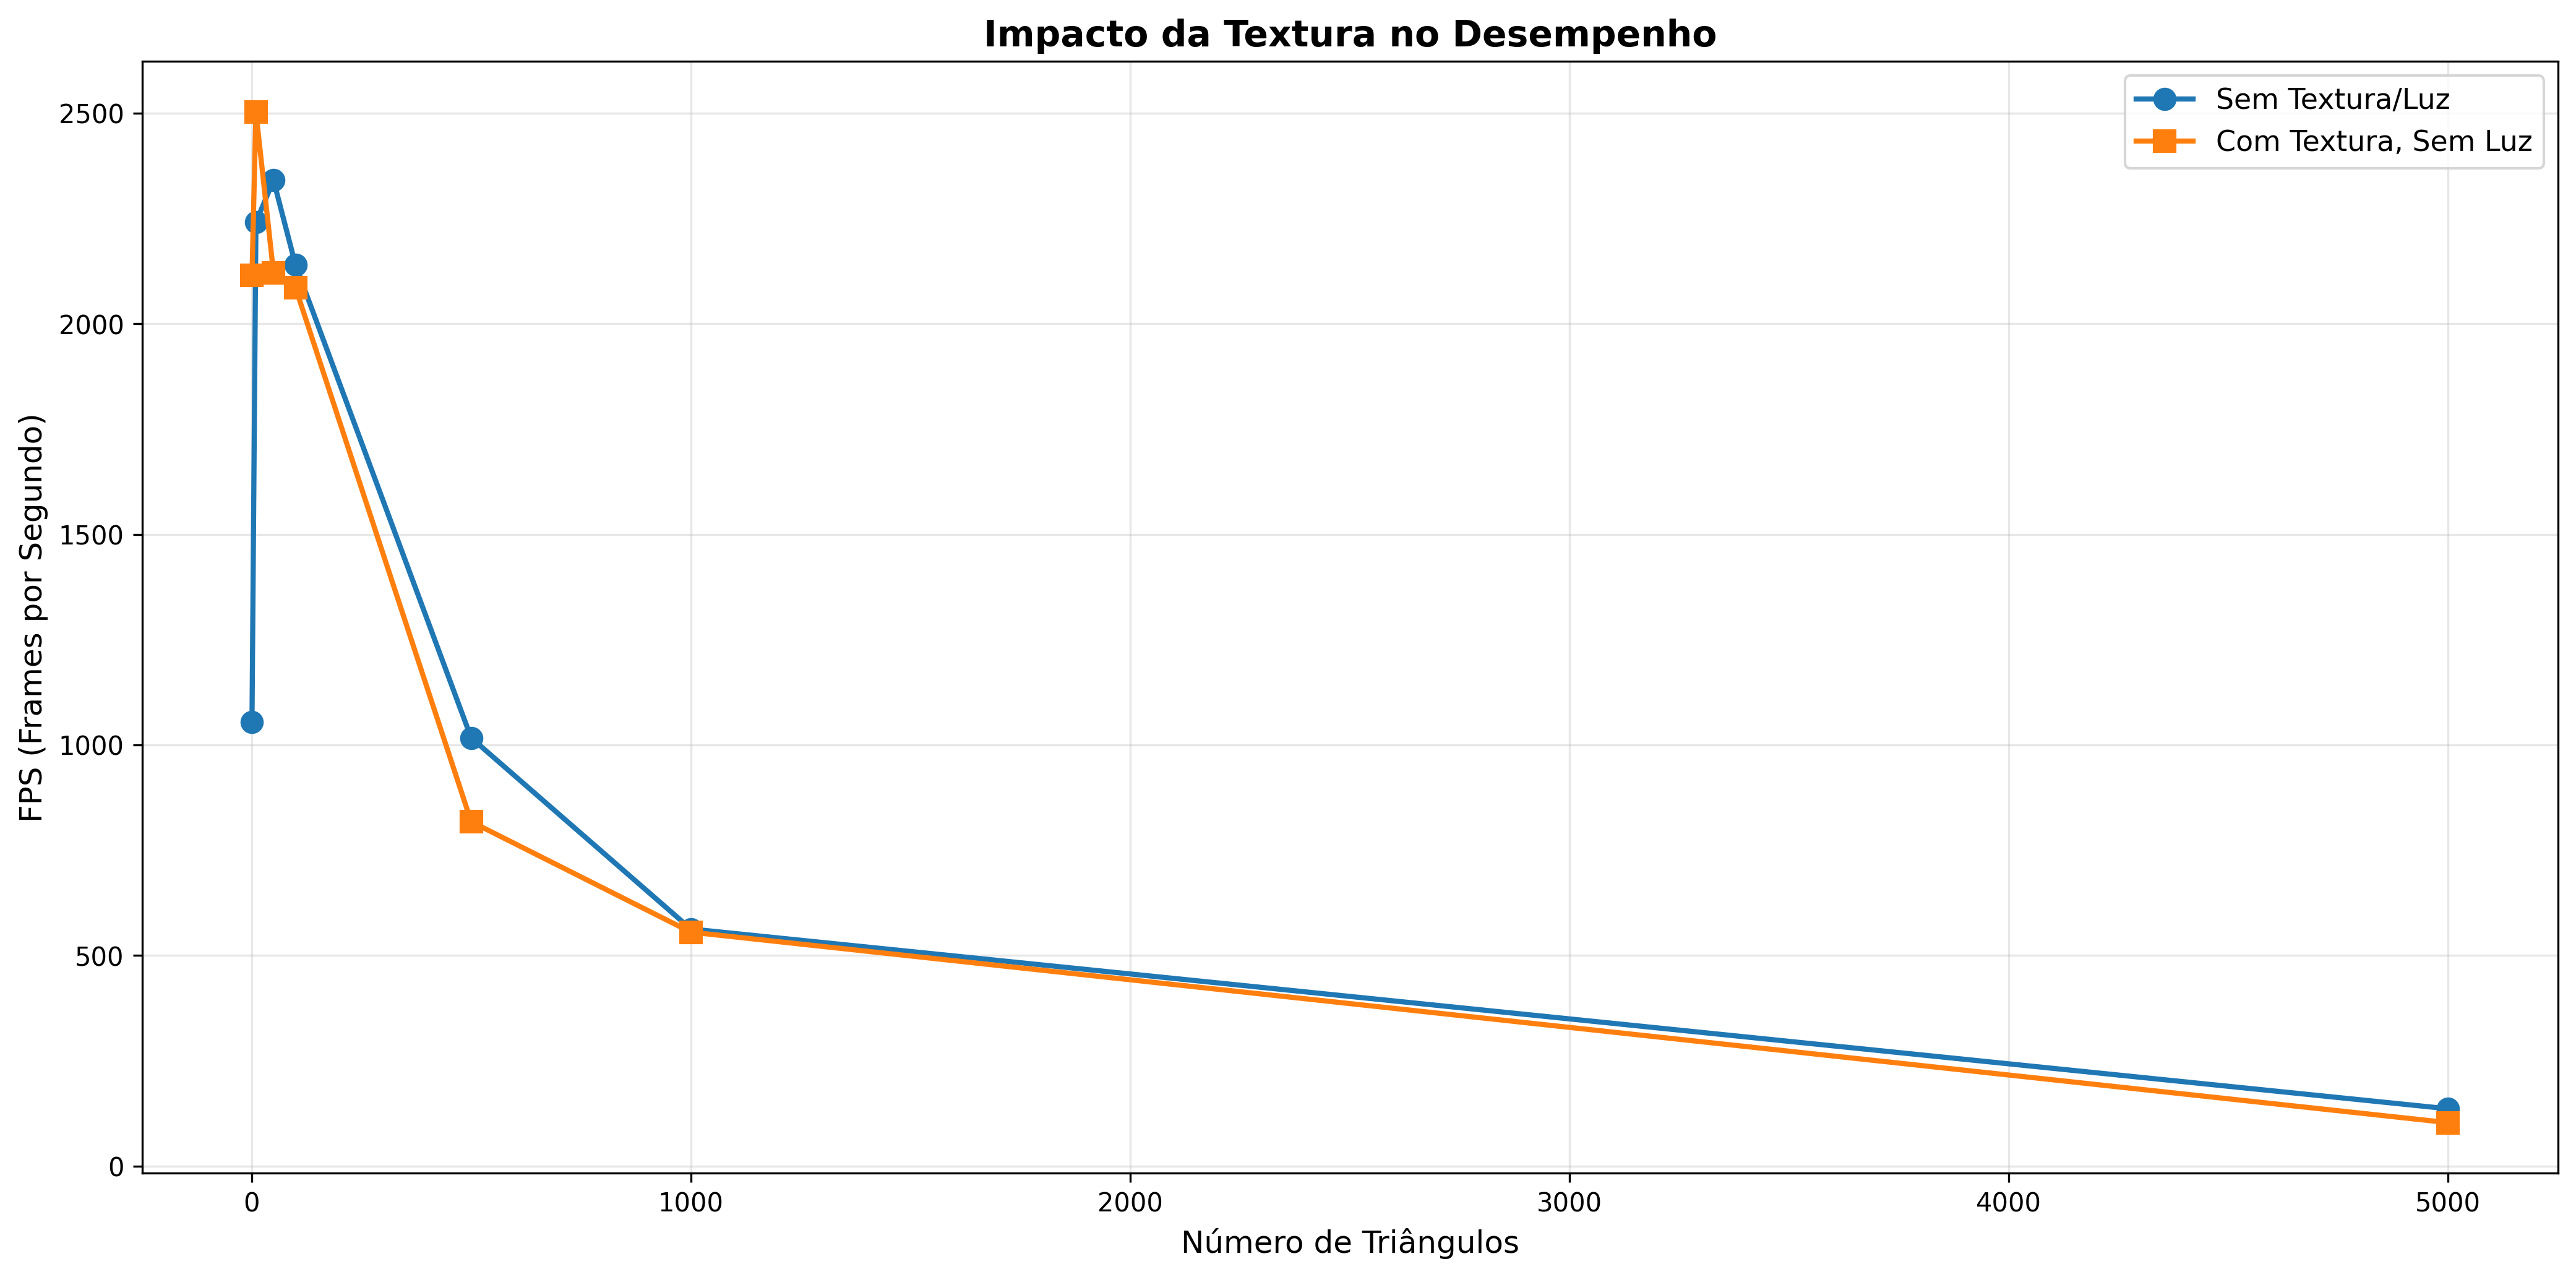 Impacto da Textura no Desempenho
Sem Textura/Luz
Com Textura, Sem Luz
FPS (Frames por Segundo)
2500
2000
1500
1000
500
0
0 1000 2000 3000 4000 5000
Número de Triângulos